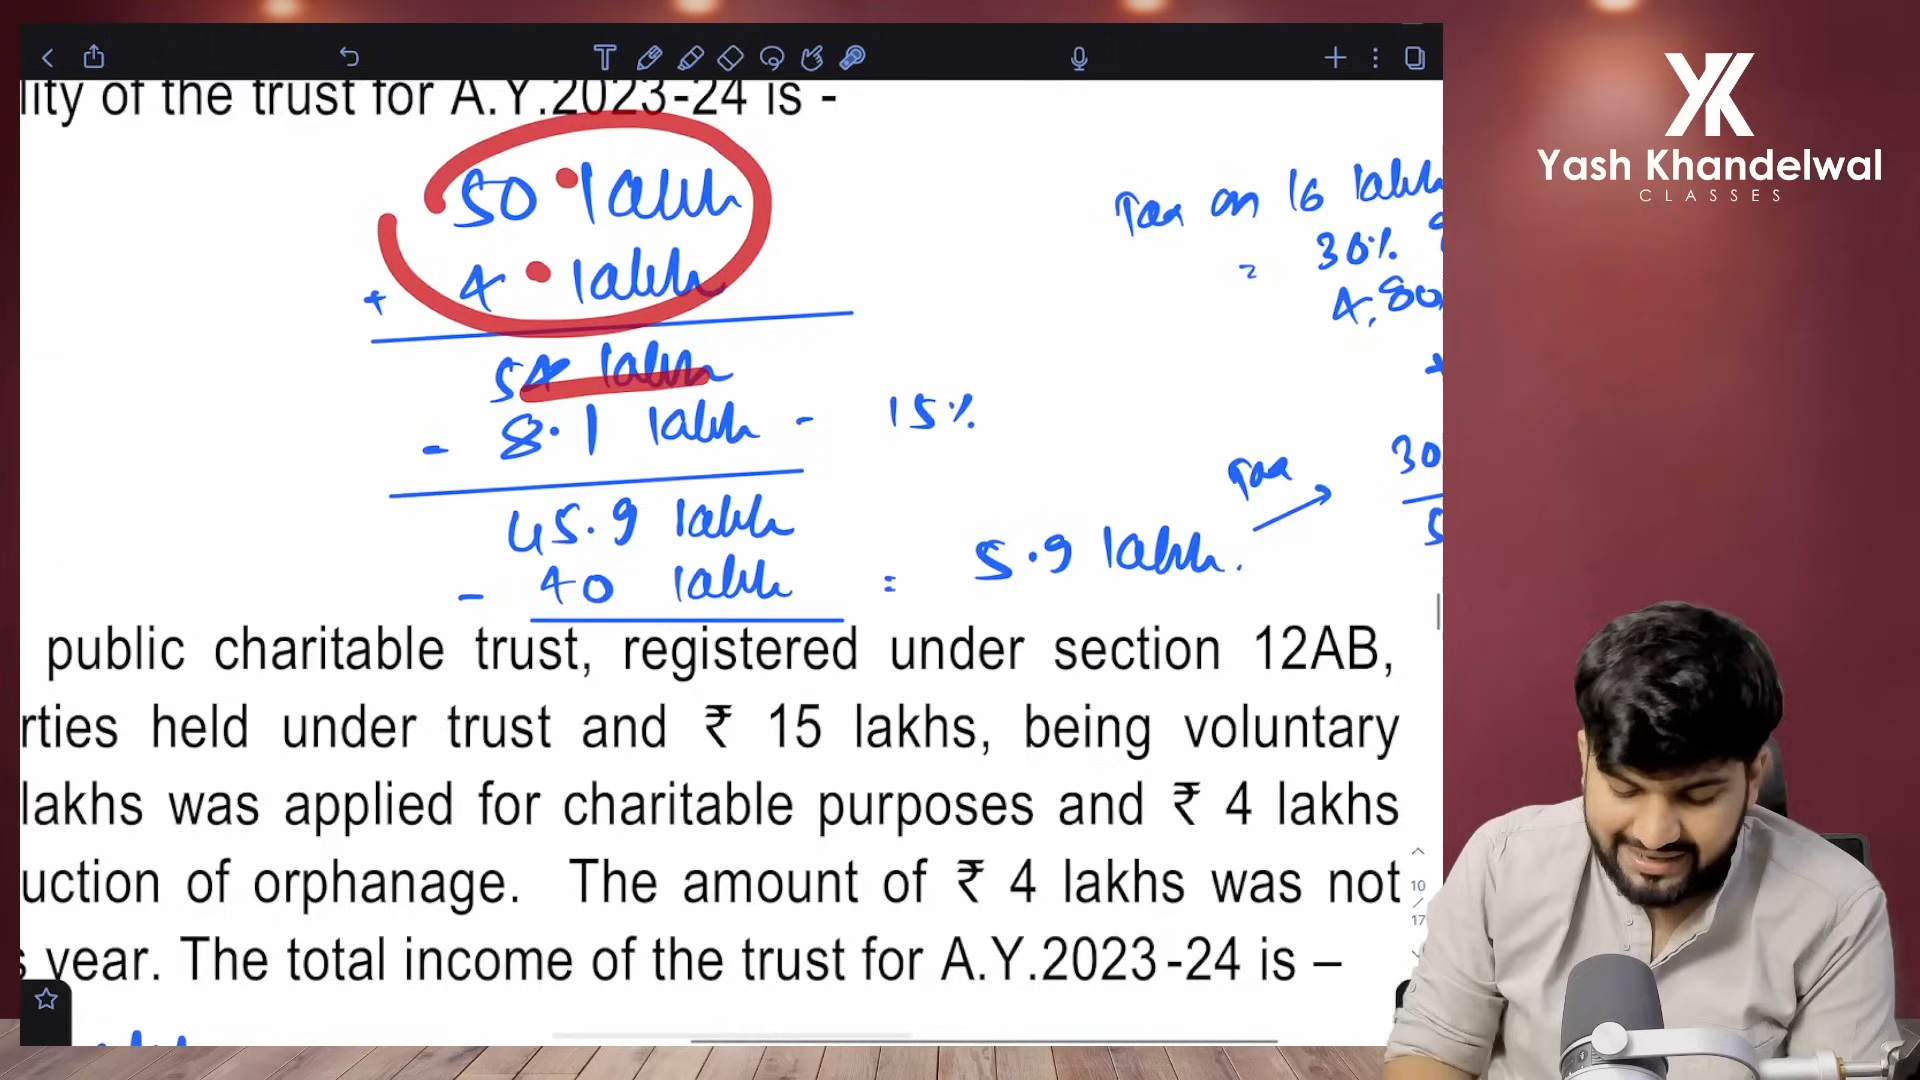 lity of the trust for A.Y.2023-24 is -
50 lakh
+ 4 lakh
54 lakh
- 8.1 lakh - 15%
45.9 lakh
- 40 lakh = 5.9 lakh.
Tax on 16 lakh
= 30%
4,80,
+
Tax
30
5
public charitable trust, registered under section 12AB,
rties held under trust and ₹ 15 lakhs, being voluntary
lakhs was applied for charitable purposes and ₹ 4 lakhs
uction of orphanage. The amount of ₹ 4 lakhs was not
s year. The total income of the trust for A.Y.2023-24 is –
10
17
YK
Yash Khandelwal
CLASSES